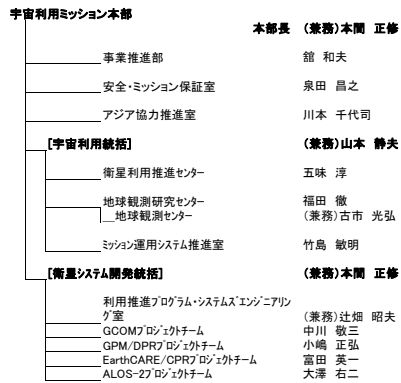 宇宙利用ミッション本部
本部長 (兼務)本間 正修
事業推進部 舘 和夫
安全・ミッション保証室 泉田 昌之
アジア協力推進室 川本 千代司
[宇宙利用統括] (兼務)山本 静夫
衛星利用推進センター 五味 淳
地球観測研究センター 福田 徹
地球観測センター (兼務)古市 光弘
ミッション運用システム推進室 竹島 敏明
[衛星システム開発統括] (兼務)本間 正修
利用推進プログラム・システムズエンジニアリン
グ室 (兼務)辻畑 昭夫
GCOMプロジェクトチーム 中川 敬三
GPM/DPRプロジェクトチーム 小嶋 正弘
EarthCARE/CPRプロジェクトチーム 富田 英一
ALOS-2プロジェクトチーム 大澤 右二